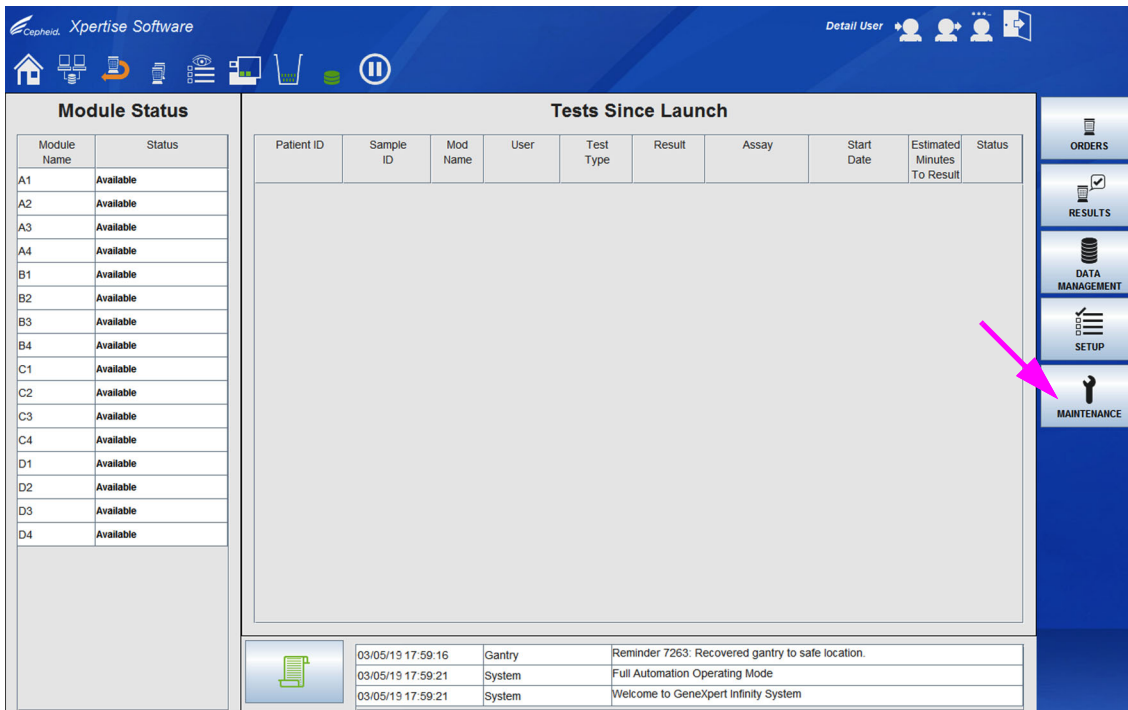 Cepheid. Xpertise Software
Detail User
Module Status
Module Name
Status
A1 Available
A2 Available
A3 Available
A4 Available
B1 Available
B2 Available
B3 Available
B4 Available
C1 Available
C2 Available
C3 Available
C4 Available
D1 Available
D2 Available
D3 Available
D4 Available
Tests Since Launch
Patient ID
Sample ID
Mod Name
User
Test Type
Result
Assay
Start Date
Estimated Minutes To Result
Status
03/05/19 17:59:16 Gantry Reminder 7263: Recovered gantry to safe location.
03/05/19 17:59:21 System Full Automation Operating Mode
03/05/19 17:59:21 System Welcome to GeneXpert Infinity System
ORDERS
RESULTS
DATA
MANAGEMENT
SETUP
MAINTENANCE